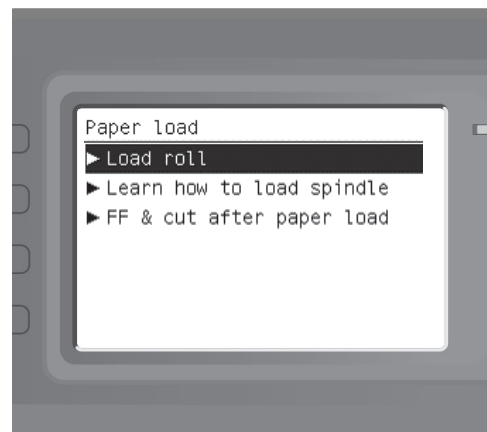 Paper load
▶ Load roll
▶ Learn how to load spindle
▶ FF & cut after paper load